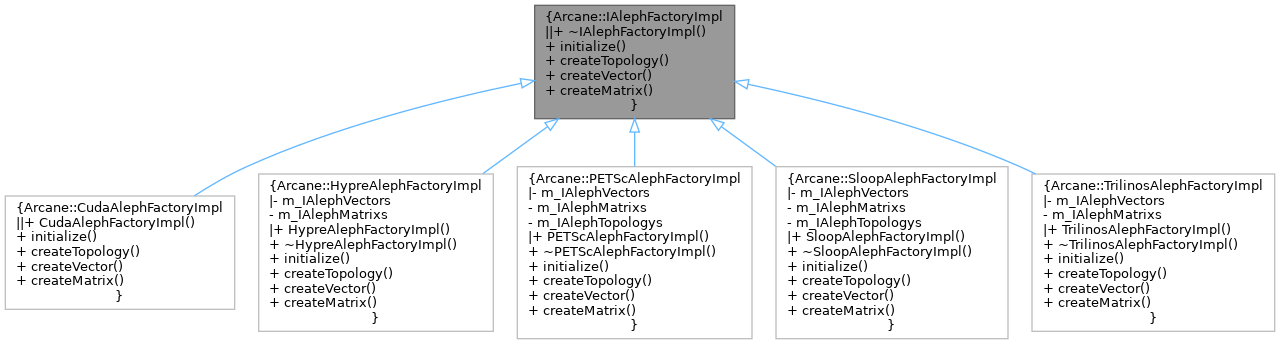 {Arcane::IAlephFactoryImpl
||+ ~IAlephFactoryImpl()
+ initialize()
+ createTopology()
+ createVector()
+ createMatrix()
}
{Arcane::CudaAlephFactoryImpl
||+ CudaAlephFactoryImpl()
+ initialize()
+ createTopology()
+ createVector()
+ createMatrix()
}
{Arcane::HypreAlephFactoryImpl
|- m_IAlephVectors
- m_IAlephMatrixs
|+ HypreAlephFactoryImpl()
+ ~HypreAlephFactoryImpl()
+ initialize()
+ createTopology()
+ createVector()
+ createMatrix()
}
{Arcane::PETScAlephFactoryImpl
|- m_IAlephVectors
- m_IAlephMatrixs
- m_IAlephTopologys
|+ PETScAlephFactoryImpl()
+ ~PETScAlephFactoryImpl()
+ initialize()
+ createTopology()
+ createVector()
+ createMatrix()
}
{Arcane::SloopAlephFactoryImpl
|- m_IAlephVectors
- m_IAlephMatrixs
- m_IAlephTopologys
|+ SloopAlephFactoryImpl()
+ ~SloopAlephFactoryImpl()
+ initialize()
+ createTopology()
+ createVector()
+ createMatrix()
}
{Arcane::TrilinosAlephFactoryImpl
|- m_IAlephVectors
- m_IAlephMatrixs
|+ TrilinosAlephFactoryImpl()
+ ~TrilinosAlephFactoryImpl()
+ initialize()
+ createTopology()
+ createVector()
+ createMatrix()
}